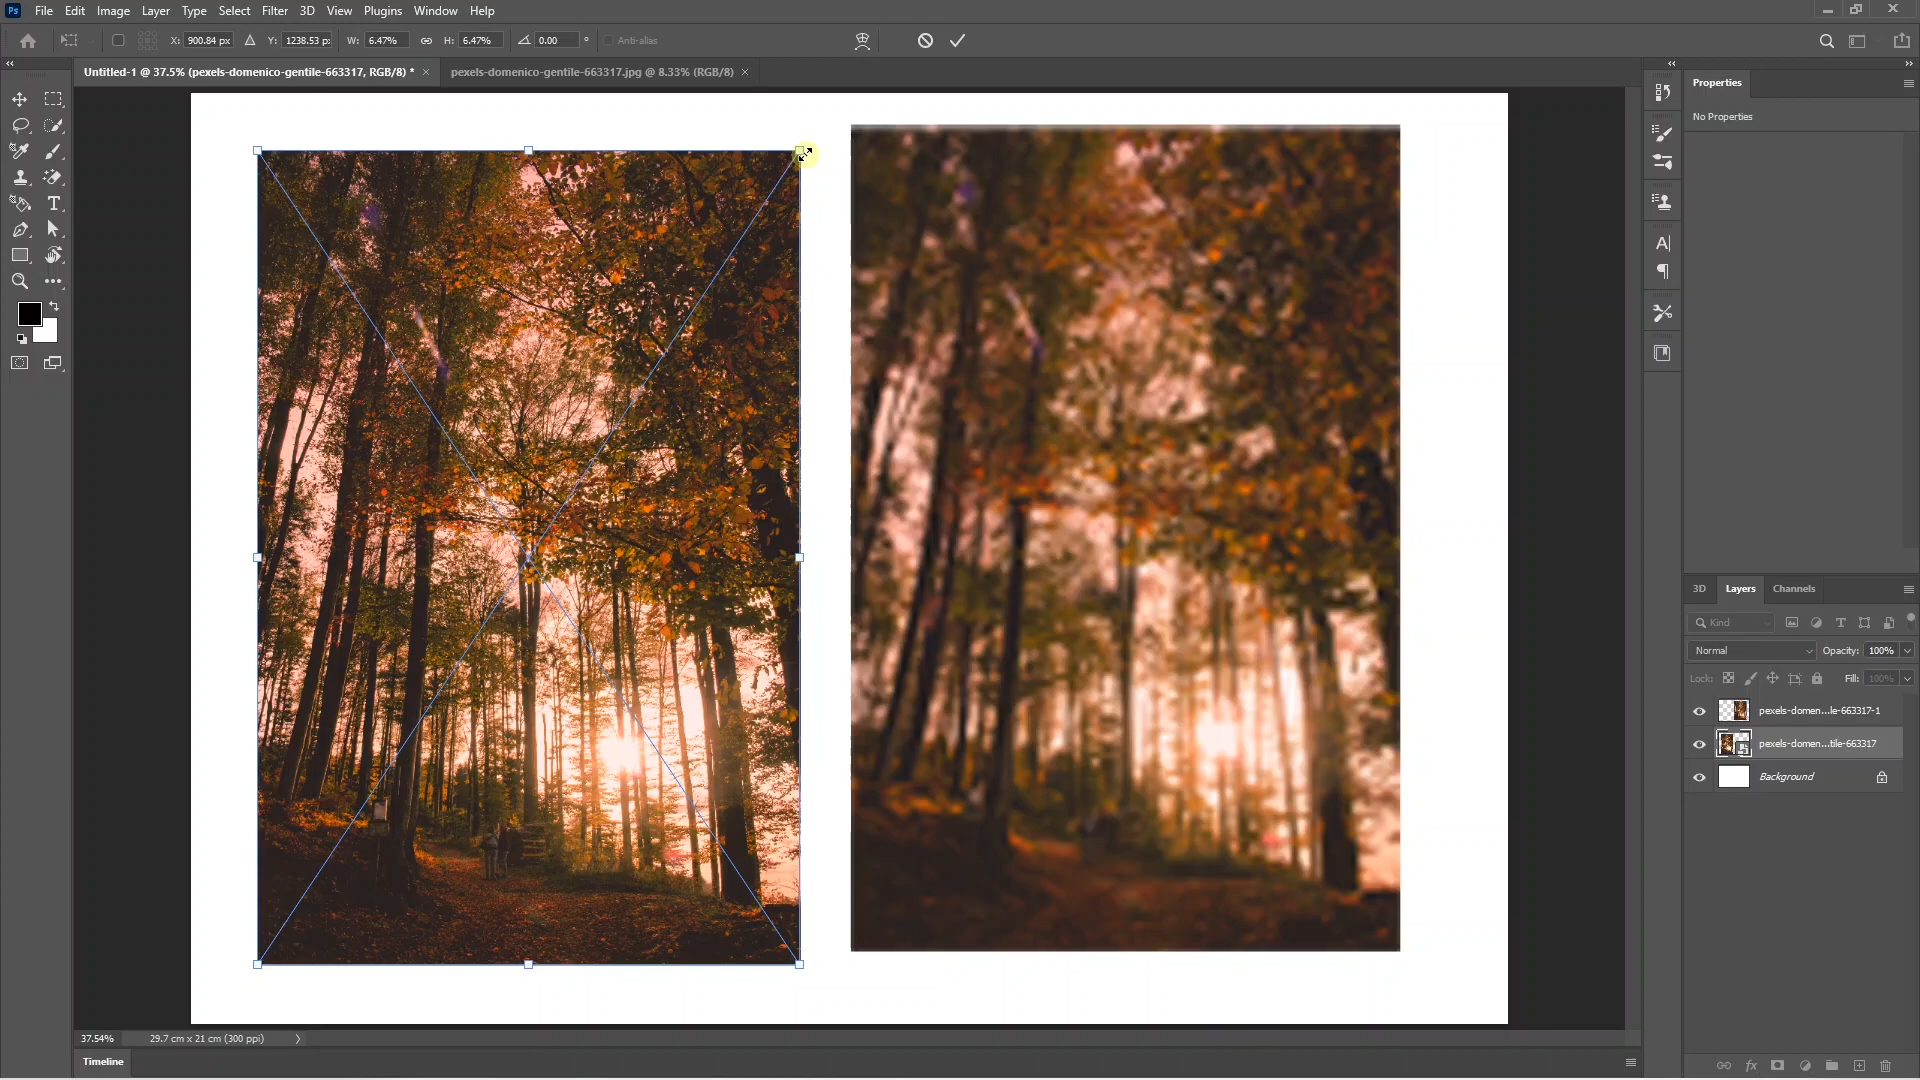 Ps File Edit Image Layer Type Select Filter 3D View Plugins Window Help
X: 900.84 px Y: 1238.53 p: W: 6.47% H: 6.47% 0.00 ° Anti-alias
Untitled-1 @ 37.5% (pexels-domenico-gentile-663317, RGB/8) * × pexels-domenico-gentile-663317.jpg @ 8.33% (RGB/8) ×
Properties
No Properties
3D Layers Channels
Kind
Normal Opacity: 100%
Lock: Fill: 100%
pexels-domen...le-663317-1
pexels-domen...tile-663317
Background
fx
37.54% 29.7 cm x 21 cm (300 ppi)
Timeline